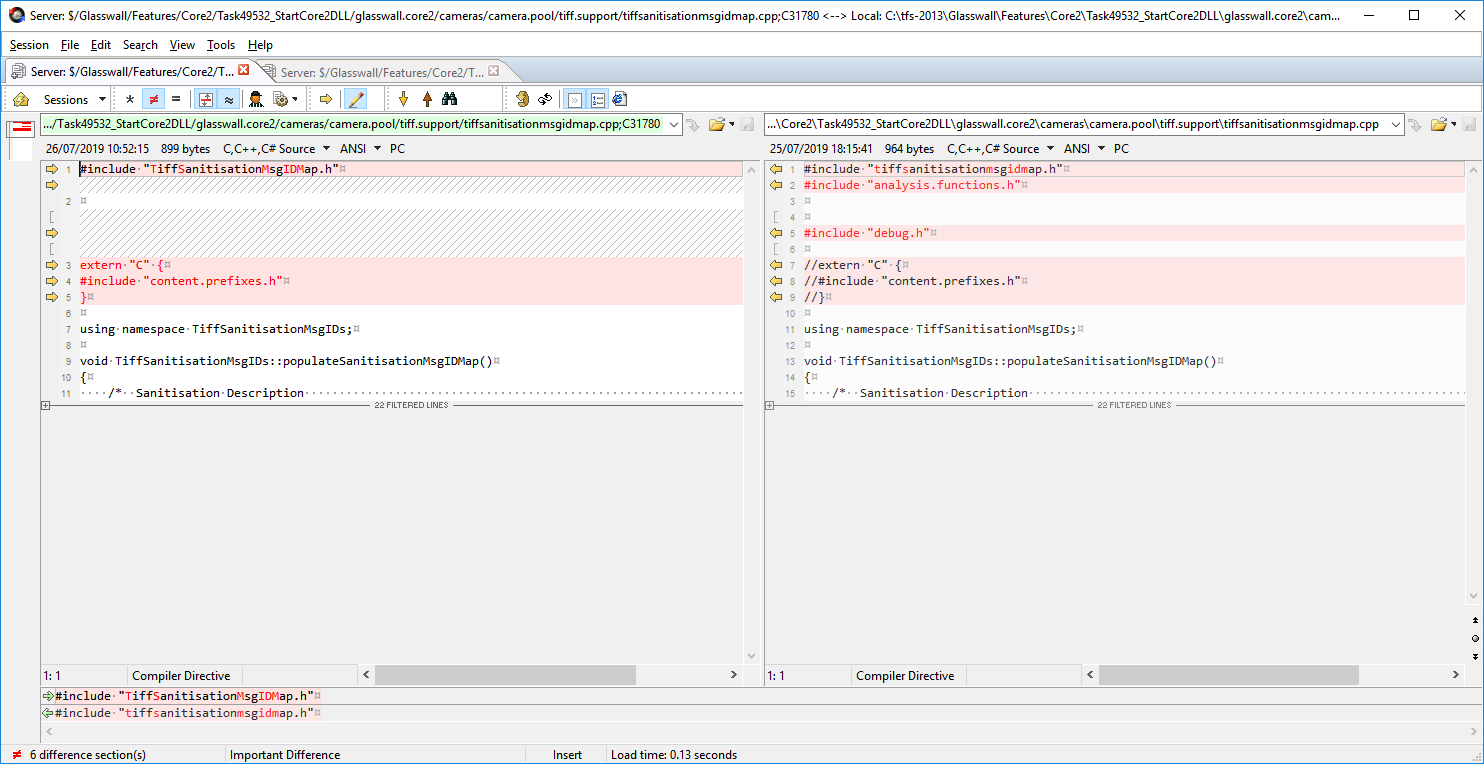 Server: $/Glasswall/Features/Core2/Task49532_StartCore2DLL/glasswall.core2/cameras/camera.pool/tiff.support/tiffsanitisationmsgidmap.cpp;C31780 <--> Local: C:\tfs-2013\Glasswall\Features\Core2\Task49532_StartCore2DLL\glasswall.core2\cam...
Session File Edit Search View Tools Help
Server: $/Glasswall/Features/Core2/T... Server: $/Glasswall/Features/Core2/T...
Sessions * ≠ = ≈
.../Task49532_StartCore2DLL/glasswall.core2/cameras/camera.pool/tiff.support/tiffsanitisationmsgidmap.cpp;C31780
26/07/2019 10:52:15 899 bytes C,C++,C# Source ANSI PC
1 #include·"TiffSanitisationMsgIDMap.h"¤
2 ¤
3 extern·"C"·{¤
4 #include·"content.prefixes.h"¤
5 }¤
6 ¤
7 using·namespace·TiffSanitisationMsgIDs;¤
8 ¤
9 void·TiffSanitisationMsgIDs::populateSanitisationMsgIDMap()¤
10 {¤
11 ····/*··Sanitisation·Description··················
22 FILTERED LINES
1: 1 Compiler Directive
...\Core2\Task49532_StartCore2DLL\glasswall.core2\cameras\camera.pool\tiff.support\tiffsanitisationmsgidmap.cpp
25/07/2019 18:15:41 964 bytes C,C++,C# Source ANSI PC
1 #include·"tiffsanitisationmsgidmap.h"¤
2 #include·"analysis.functions.h"¤
3 ¤
4 ¤
5 #include·"debug.h"¤
6 ¤
7 //extern·"C"·{¤
8 //#include·"content.prefixes.h"¤
9 //}¤
10 ¤
11 using·namespace·TiffSanitisationMsgIDs;¤
12 ¤
13 void·TiffSanitisationMsgIDs::populateSanitisationMsgIDMap()¤
14 {¤
15 ····/*··Sanitisation·Description··················
22 FILTERED LINES
1: 1 Compiler Directive
#include·"TiffSanitisationMsgIDMap.h"¤
#include·"tiffsanitisationmsgidmap.h"¤
≠ 6 difference section(s) Important Difference Insert Load time: 0.13 seconds